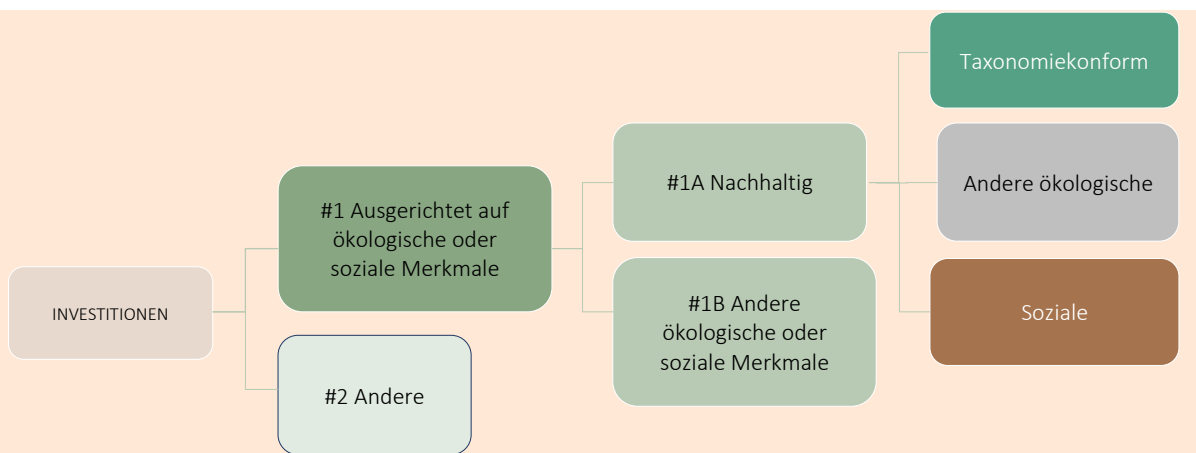 INVESTITIONEN
#1 Ausgerichtet auf
ökologische oder
soziale Merkmale
#2 Andere
#1A Nachhaltig
#1B Andere
ökologische oder
soziale Merkmale
Taxonomiekonform
Andere ökologische
Soziale